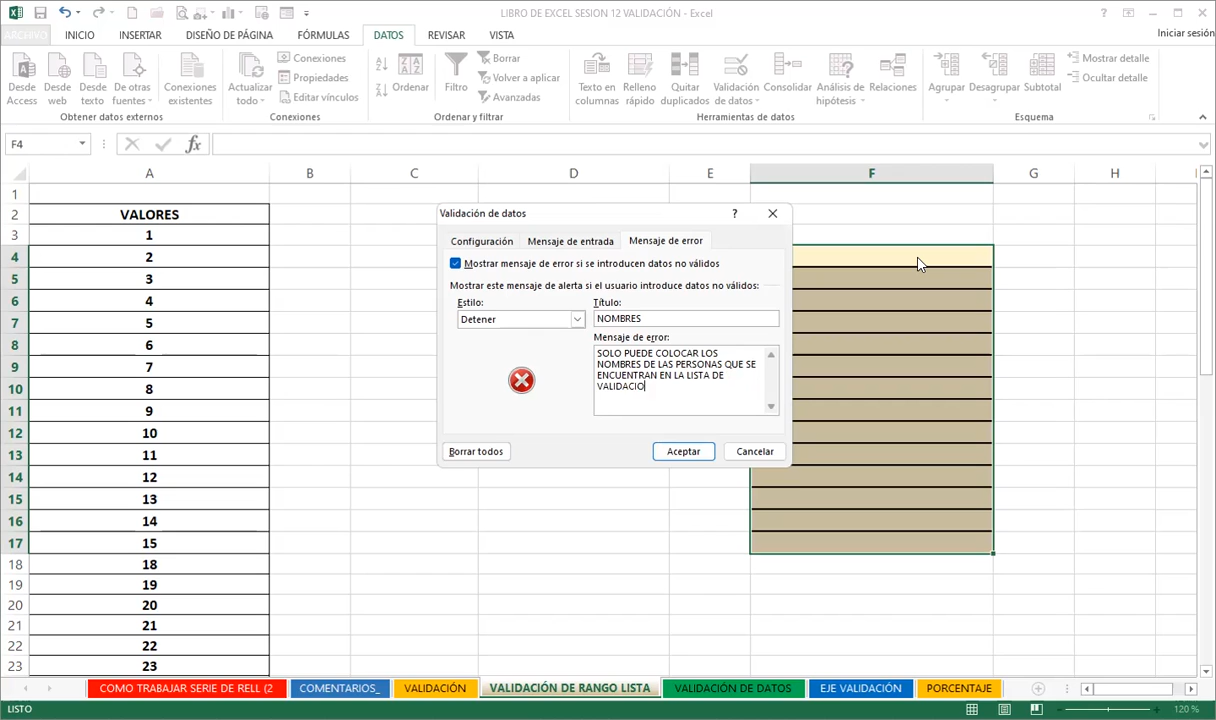 LIBRO DE EXCEL SESION 12 VALIDACIÓN - Excel
ARCHIVO INICIO INSERTAR DISEÑO DE PÁGINA FÓRMULAS DATOS REVISAR VISTA Iniciar sesión
Desde Access
Desde web
Desde texto
De otras fuentes
Conexiones existentes
Obtener datos externos
Actualizar todo
Conexiones
Propiedades
Editar vínculos
Conexiones
Ordenar
Filtro
Borrar
Volver a aplicar
Avanzadas
Ordenar y filtrar
Texto en columnas
Relleno rápido
Quitar duplicados
Validación de datos
Consolidar
Análisis de hipótesis
Relaciones
Herramientas de datos
Agrupar
Desagrupar
Subtotal
Mostrar detalle
Ocultar detalle
Esquema
F4
fx
A B C D E F G H
1
2 VALORES
3 1
4 2
5 3
6 4
7 5
8 6
9 7
10 8
11 9
12 10
13 11
14 12
15 13
16 14
17 15
18 18
19 19
20 20
21 21
22 22
23 23
Validación de datos ?
Configuración Mensaje de entrada Mensaje de error
Mostrar mensaje de error si se introducen datos no válidos
Mostrar este mensaje de alerta si el usuario introduce datos no válidos:
Estilo: Título:
Detener NOMBRES
Mensaje de error:
SOLO PUEDE COLOCAR LOS
NOMBRES DE LAS PERSONAS QUE SE
ENCUENTRAN EN LA LISTA DE
VALIDACIO
Borrar todos Aceptar Cancelar
COMO TRABAJAR SERIE DE RELL (2 COMENTARIOS_ VALIDACIÓN VALIDACIÓN DE RANGO LISTA VALIDACIÓN DE DATOS EJE VALIDACIÓN PORCENTAJE
LISTO 120 %